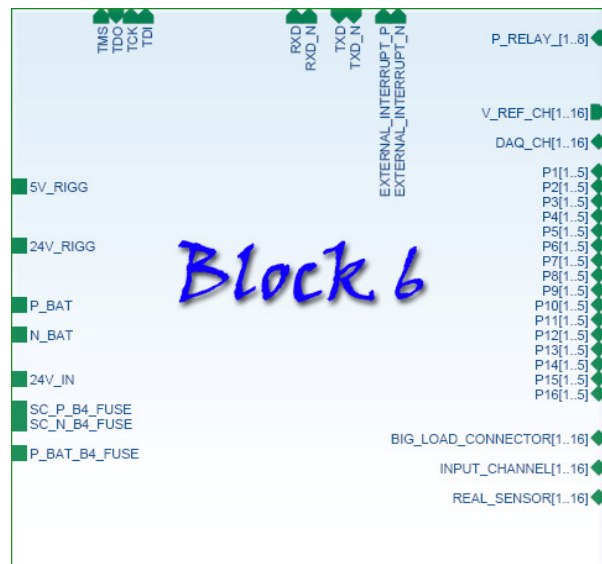 TMS
TDO
TCK
TDI
RXD
RXD_N
TXD
TXD_N
EXTERNAL_INTERRUPT_P
EXTERNAL_INTERRUPT_N
P_RELAY_[1..8]
V_REF_CH[1..16]
DAQ_CH[1..16]
P1[1..5]
P2[1..5]
P3[1..5]
P4[1..5]
P5[1..5]
P6[1..5]
P7[1..5]
P8[1..5]
P9[1..5]
P10[1..5]
P11[1..5]
P12[1..5]
P13[1..5]
P14[1..5]
P15[1..5]
P16[1..5]
BIG_LOAD_CONNECTOR[1..16]
INPUT_CHANNEL[1..16]
REAL_SENSOR[1..16]
5V_RIGG
24V_RIGG
P_BAT
N_BAT
24V_IN
SC_P_B4_FUSE
SC_N_B4_FUSE
P_BAT_B4_FUSE
Block 6